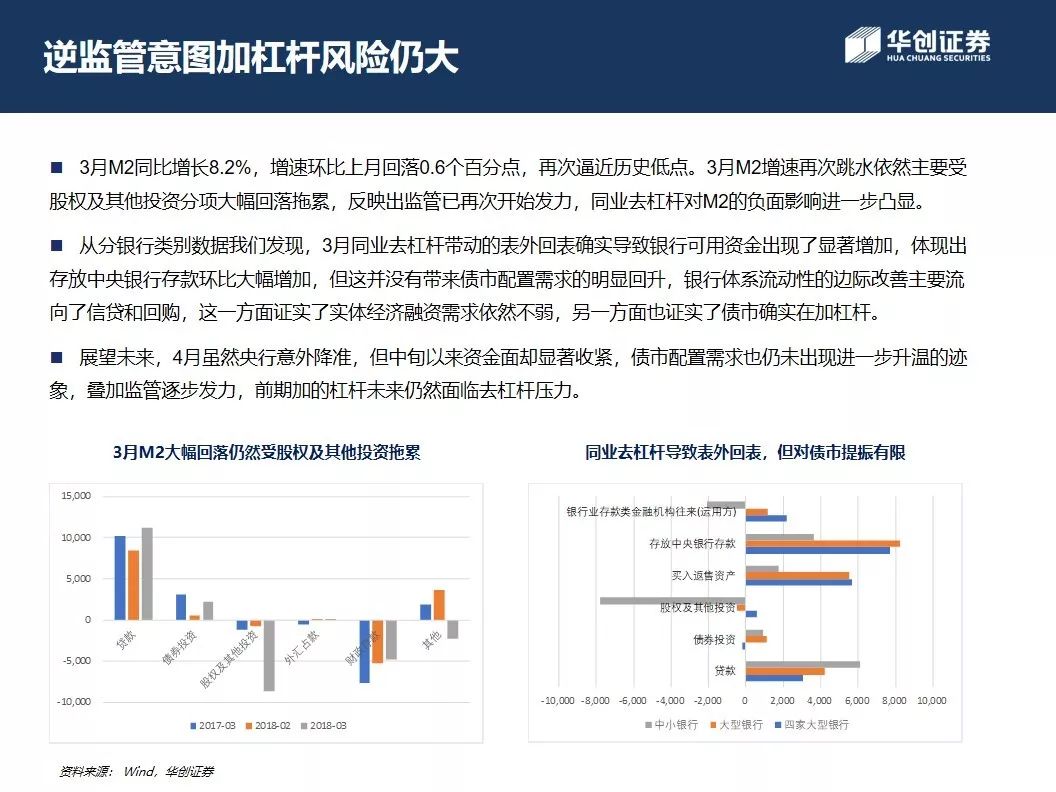 逆监管意图加杠杆风险仍大
华创证券
HUA CHUANG SECURITIES
■ 3月M2同比增长8.2%，增速环比上月回落0.6个百分点，再次逼近历史低点。3月M2增速再次跳水依然主要受
股权及其他投资分项大幅回落拖累，反映出监管已再次开始发力，同业去杠杆对M2的负面影响进一步凸显。
■ 从分银行类别数据我们发现，3月同业去杠杆带动的表外回表确实导致银行可用资金出现了显著增加，体现出
存放中央银行存款环比大幅增加，但这并没有带来债市配置需求的明显回升，银行体系流动性的边际改善主要流
向了信贷和回购，这一方面证实了实体经济融资需求依然不弱，另一方面也证实了债市确实在加杠杆。
■ 展望未来，4月虽然央行意外降准，但中旬以来资金面却显著收紧，债市配置需求也仍未出现进一步升温的迹
象，叠加监管逐步发力，前期加的杠杆未来仍然面临去杠杆压力。
3月M2大幅回落仍然受股权及其他投资拖累
15,000
10,000
5,000
0
-5,000
-10,000
贷款
债券投资
股权及其他投资
外汇占款
财政存款
其他
2017-03 2018-02 2018-03
同业去杠杆导致表外回表，但对债市提振有限
银行业存款类金融机构往来(运用方)
存放中央银行存款
买入返售资产
股权及其他投资
债券投资
贷款
-10,000 -8,000 -6,000 -4,000 -2,000 0 2,000 4,000 6,000 8,000 10,000
中小银行 大型银行 四家大型银行
资料来源： Wind，华创证券